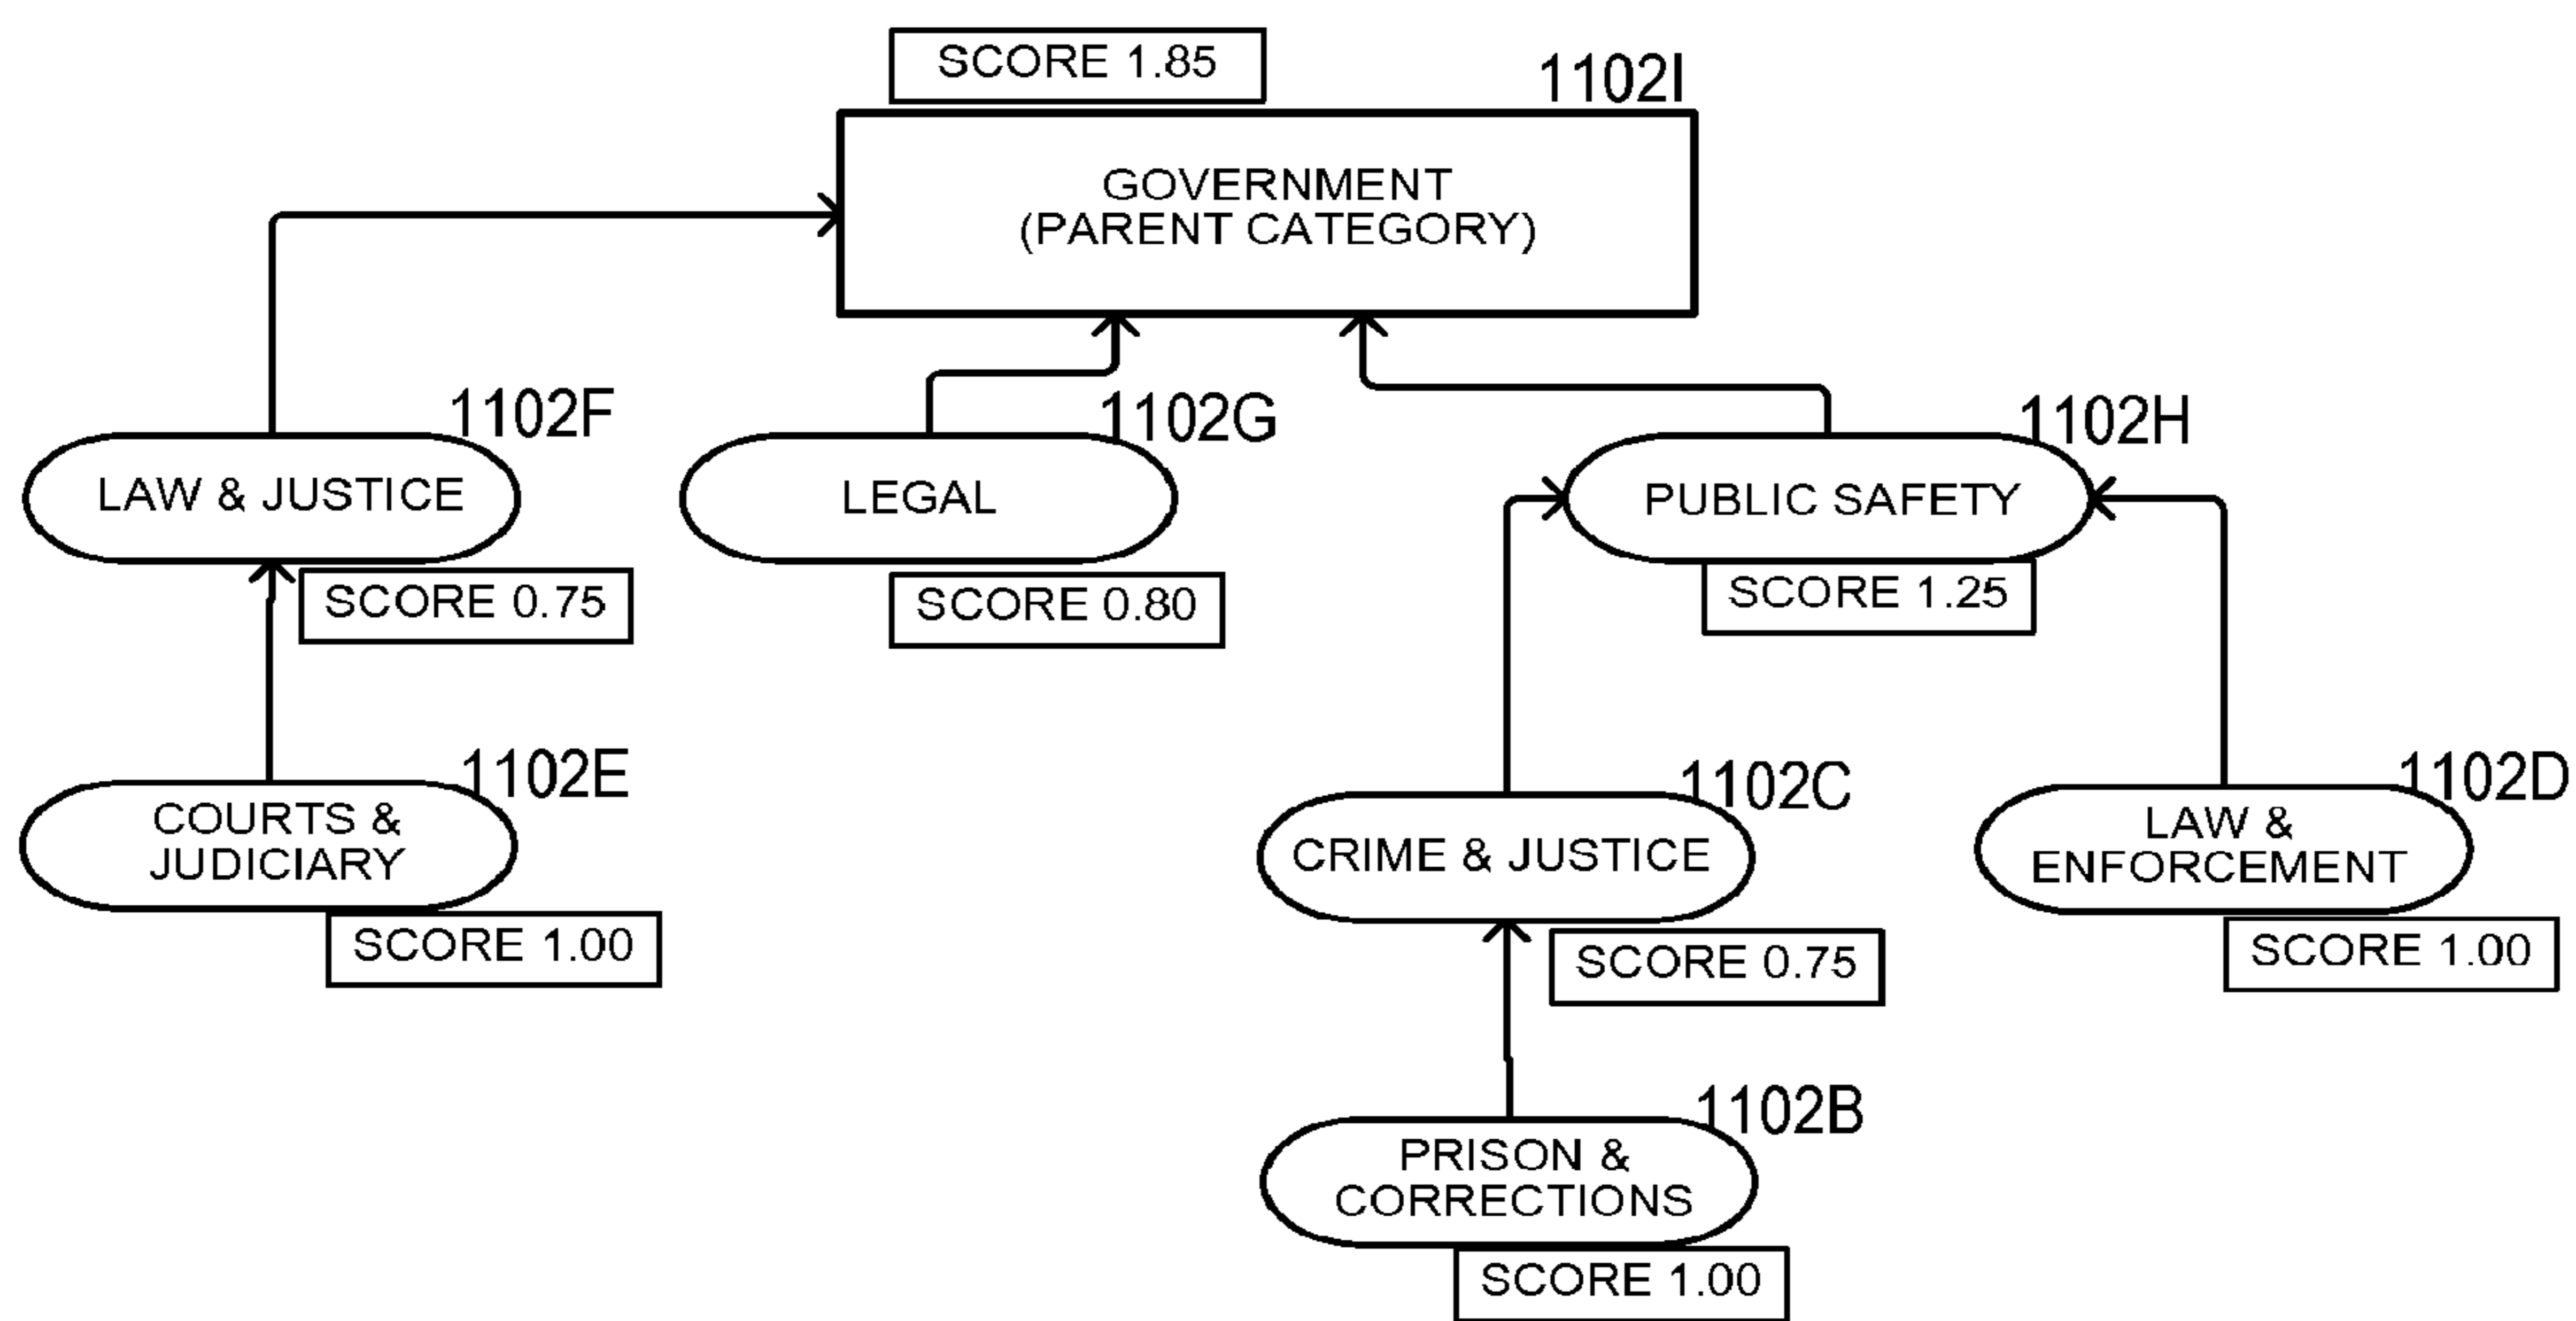 SCORE 1.85
1102I
GOVERNMENT
(PARENT CATEGORY)
1102F
1102G
1102H
LAW & JUSTICE
LEGAL
PUBLIC SAFETY
SCORE 0.75
SCORE 0.80
SCORE 1.25
1102E
1102C
1102D
COURTS &
JUDICIARY
CRIME & JUSTICE
LAW &
ENFORCEMENT
SCORE 1.00
SCORE 0.75
SCORE 1.00
1102B
PRISON &
CORRECTIONS
SCORE 1.00